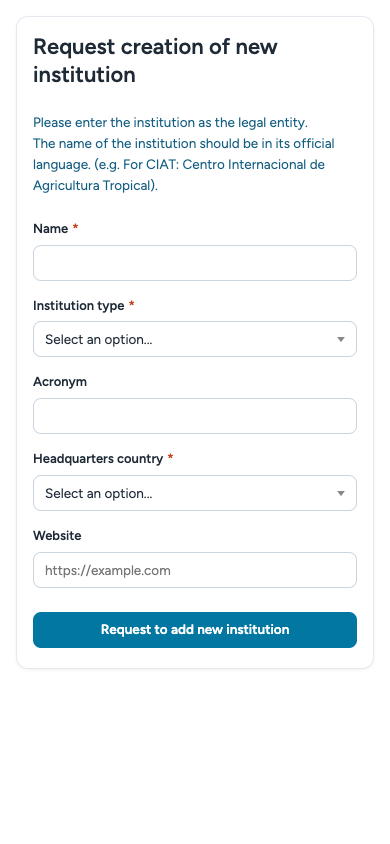 Request creation of new
institution
Please enter the institution as the legal entity.
The name of the institution should be in its official
language. (e.g. For CIAT: Centro Internacional de
Agricultura Tropical).
Name *
Institution type *
Select an option...
Acronym
Headquarters country *
Select an option...
Website
https://example.com
Request to add new institution